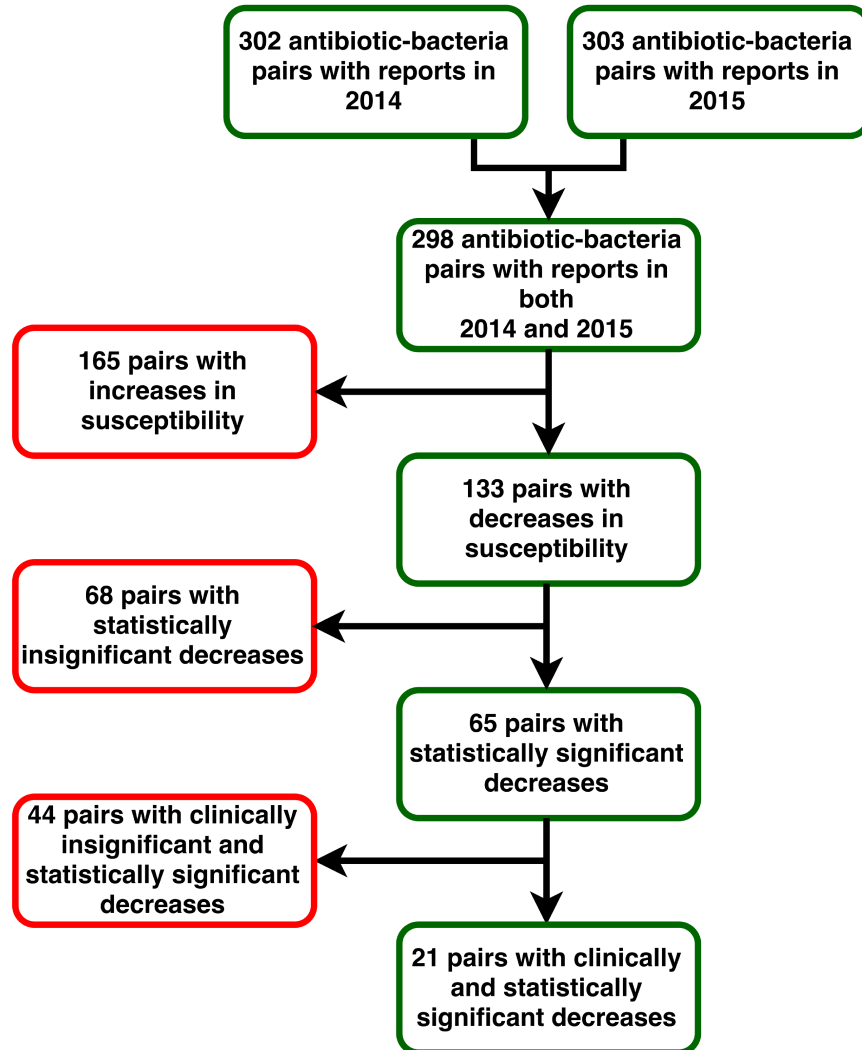 302 antibiotic-bacteria
pairs with reports in
2014
303 antibiotic-bacteria
pairs with reports in
2015
298 antibiotic-bacteria
pairs with reports in
both
2014 and 2015
165 pairs with
increases in
susceptibility
133 pairs with
decreases in
susceptibility
68 pairs with
statistically
insignificant decreases
65 pairs with
statistically significant
decreases
44 pairs with clinically
insignificant and
statistically significant
decreases
21 pairs with clinically
and statistically
significant decreases